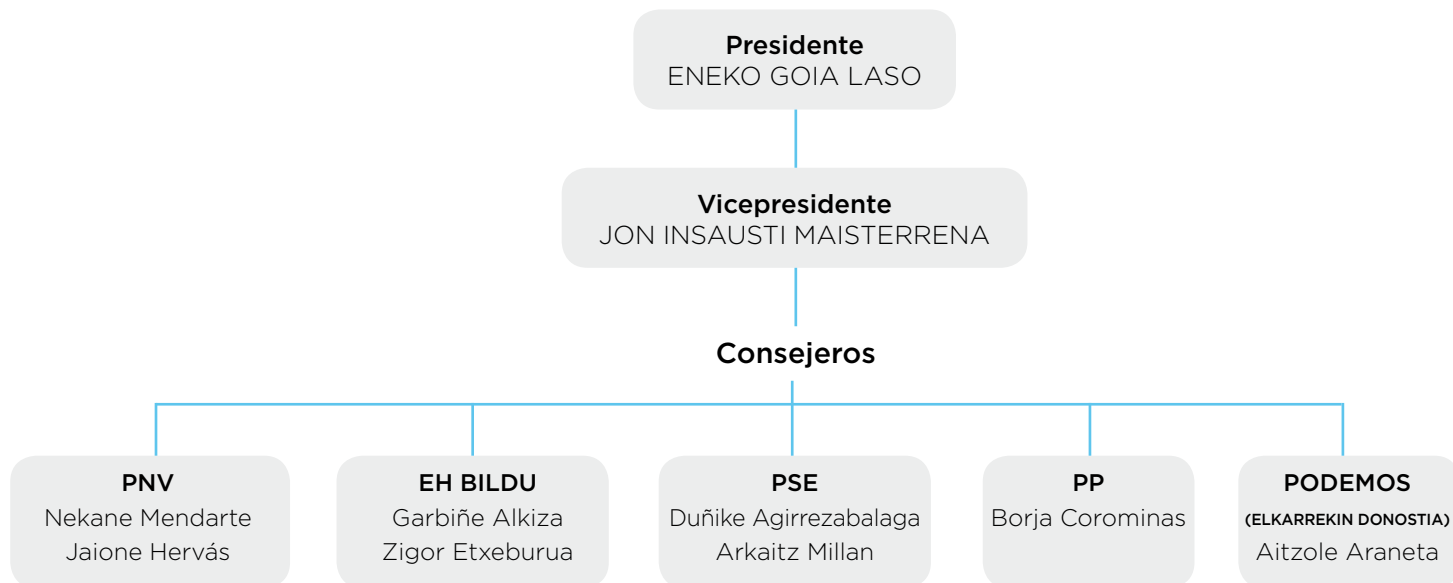 Presidente
ENEKO GOIA LASO
Vicepresidente
JON INSAUSTI MAISTERRENA
Consejeros
PNV
Nekane Mendarte
Jaione Hervás
EH BILDU
Garbiñe Alkiza
Zigor Etxeburua
PSE
Duñike Agirrezabalaga
Arkaitz Millan
PP
Borja Corominas
PODEMOS
(ELKARREKIN DONOSTIA)
Aitzole Araneta